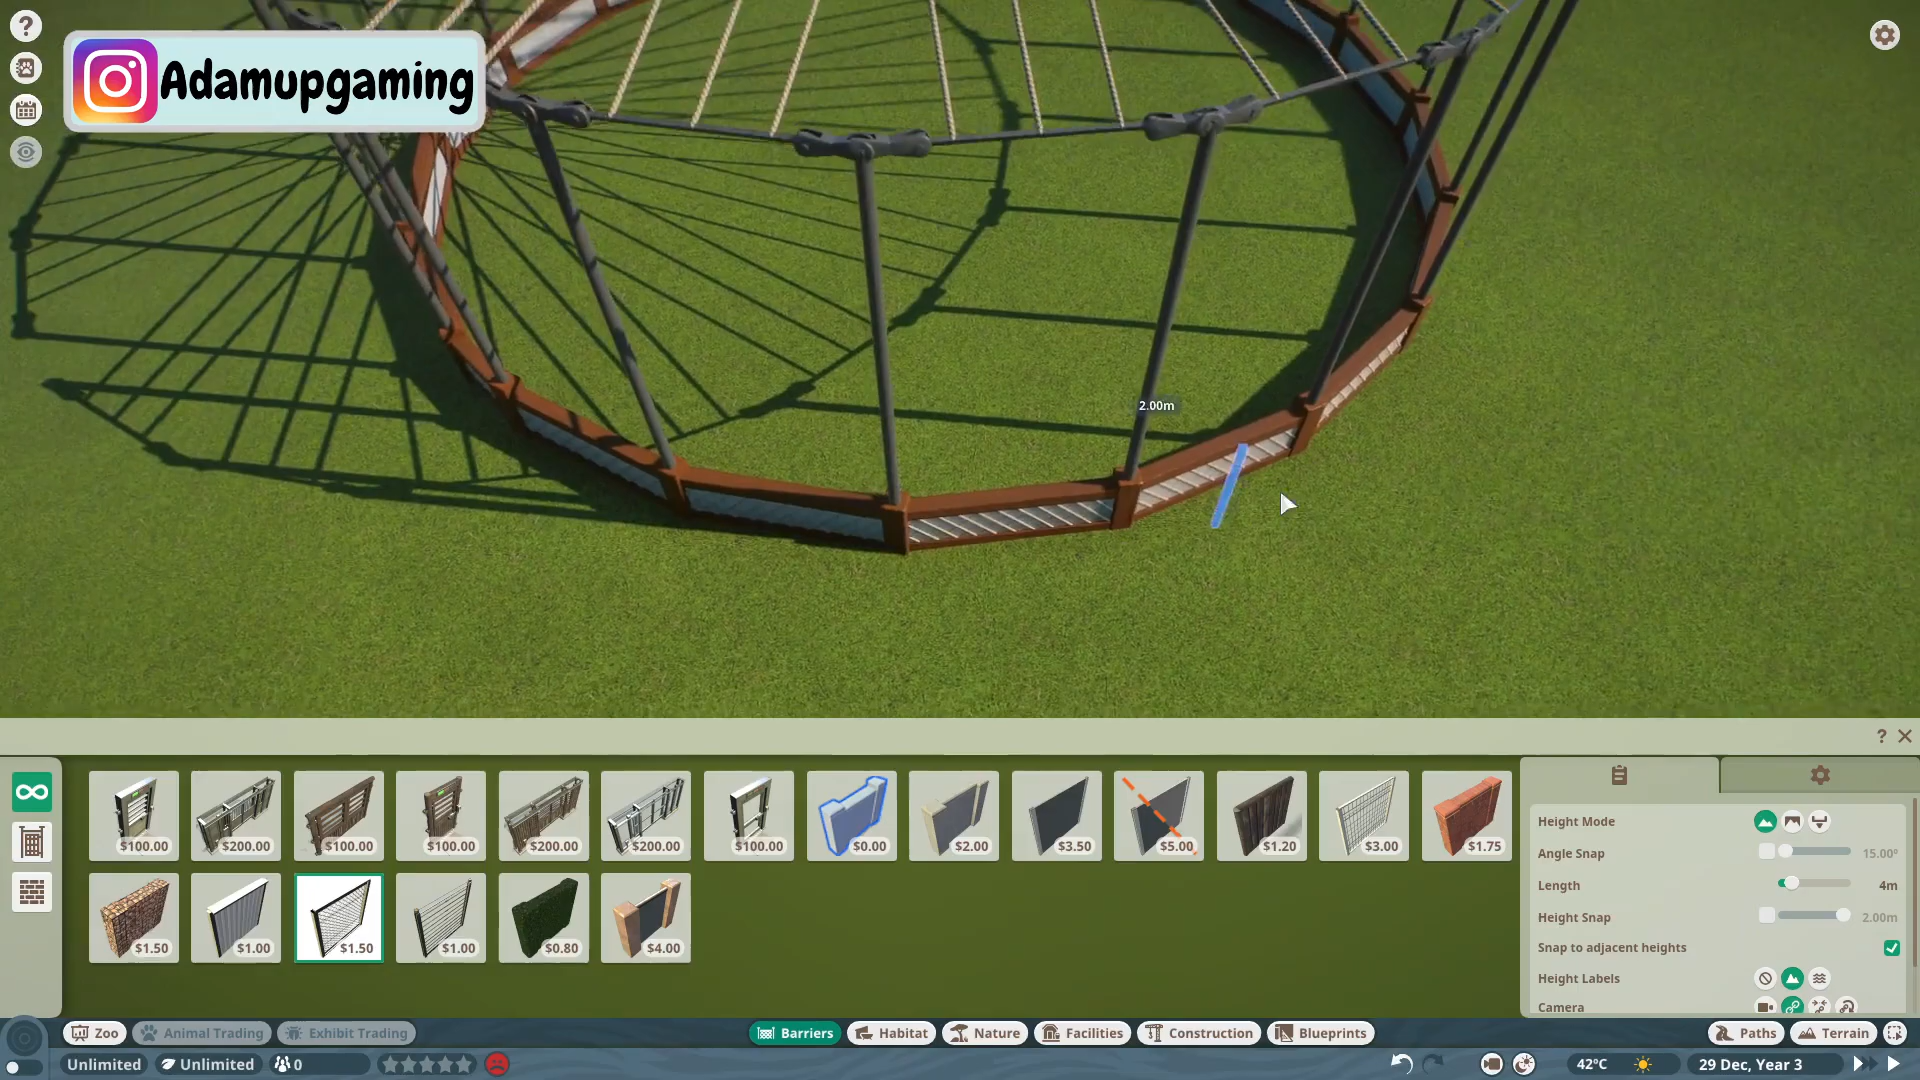 ?
Adamupgaming
2.00m
?
$100.00
$200.00
$100.00
$100.00
$200.00
$200.00
$100.00
$0.00
$2.00
$3.50
$5.00
$1.20
$3.00
$1.75
$1.50
$1.00
$1.50
$1.00
$0.80
$4.00
Height Mode
Angle Snap 15.00°
Length 4m
Height Snap 2.00m
Snap to adjacent heights
Height Labels
Camera
Zoo
Animal Trading
Exhibit Trading
Barriers
Habitat
Nature
Facilities
Construction
Blueprints
Paths
Terrain
Unlimited
Unlimited
0
42°C
29 Dec, Year 3